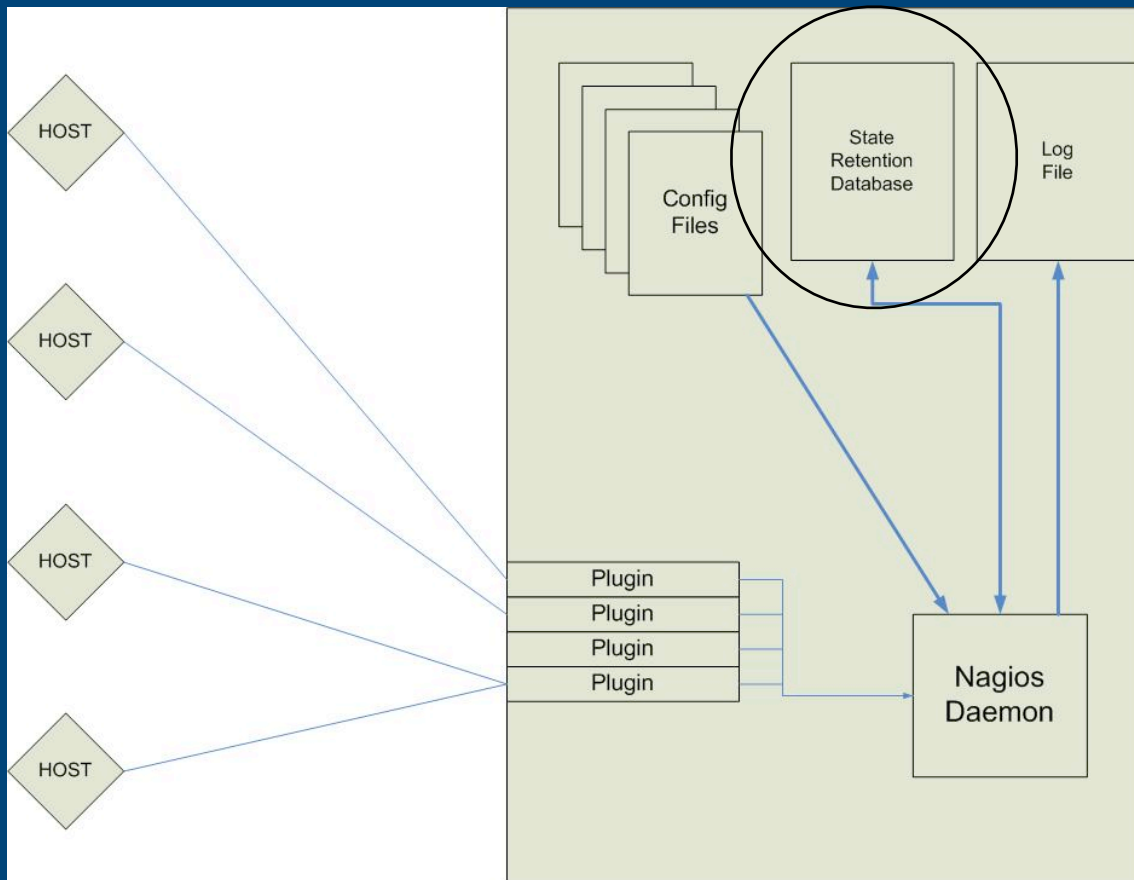 HOST
HOST
HOST
HOST
Config
Files
State
Retention
Database
Log
File
Plugin
Plugin
Plugin
Plugin
Nagios
Daemon